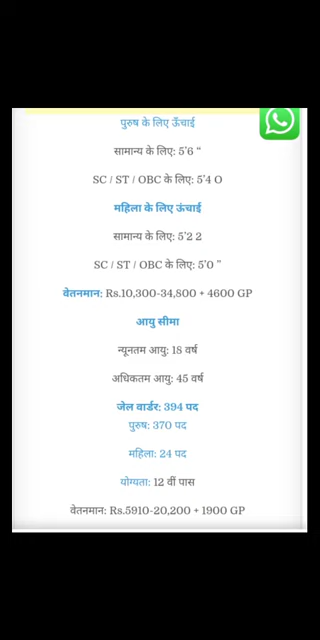 पुरुष के लिए ऊँचाई
सामान्य के लिए: 5'6 “
SC / ST / OBC के लिए: 5'4 O
महिला के लिए ऊंचाई
सामान्य के लिए: 5'2 2
SC / ST / OBC के लिए: 5'0 "
वेतनमान: Rs.10,300-34,800 + 4600 GP
आयु सीमा
न्यूनतम आयु: 18 वर्ष
अधिकतम आयु: 45 वर्ष
जेल वार्डर: 394 पद
पुरुष: 370 पद
महिला: 24 पद
योग्यता: 12 वीं पास
वेतनमान: Rs.5910-20,200 + 1900 GP